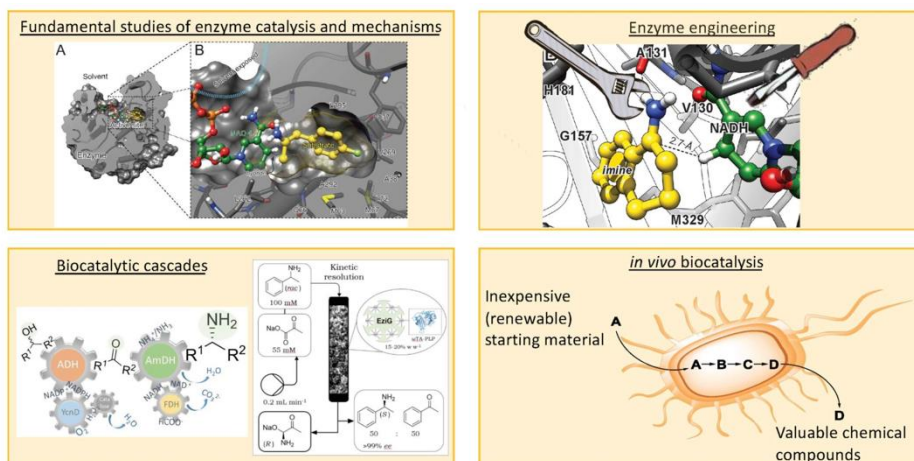 Fundamental studies of enzyme catalysis and mechanisms
A
B
Solvent
Enzyme
Enzyme engineering
A131
H181
V130
NADH
G157
2.7 Å
imine
M329
Biocatalytic cascades
OH
R¹ R²
ADH
O
R¹ R²
NH₄⁺/NH₃
AmDH
NH₂
R¹ R²
H₂O
NADP⁺ NADPH
NADH NAD⁺
YcnD
FDH
CO₂
HCOO⁻
O₂
H₂O
NH₂
(rac)
100 mM
Kinetic
resolution
NaO
O
O
55 mM
EziG
ωTA-PLP
15-20% w w⁻¹
0.2 mL min⁻¹
NaO
O
NH₂
(R)
NH₂
(S)
O
50 : 50
>99% ee
in vivo biocatalysis
Inexpensive
(renewable)
starting material
A
A B C D
D
Valuable chemical
compounds